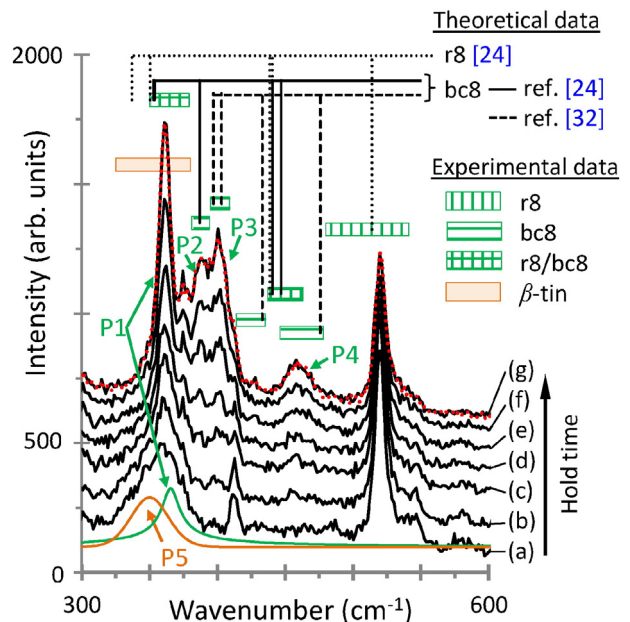 Theoretical data
2000
r8 [24]
bc8 ref. [24]
ref. [32]
Experimental data
r8
bc8
r8/bc8
β-tin
P2
P3
P1
P4
Intensity (arb. units)
500
0
P5
(g)
(f)
(e)
(d)
(c)
(b)
(a)
Hold time
300
Wavenumber (cm⁻¹)
600